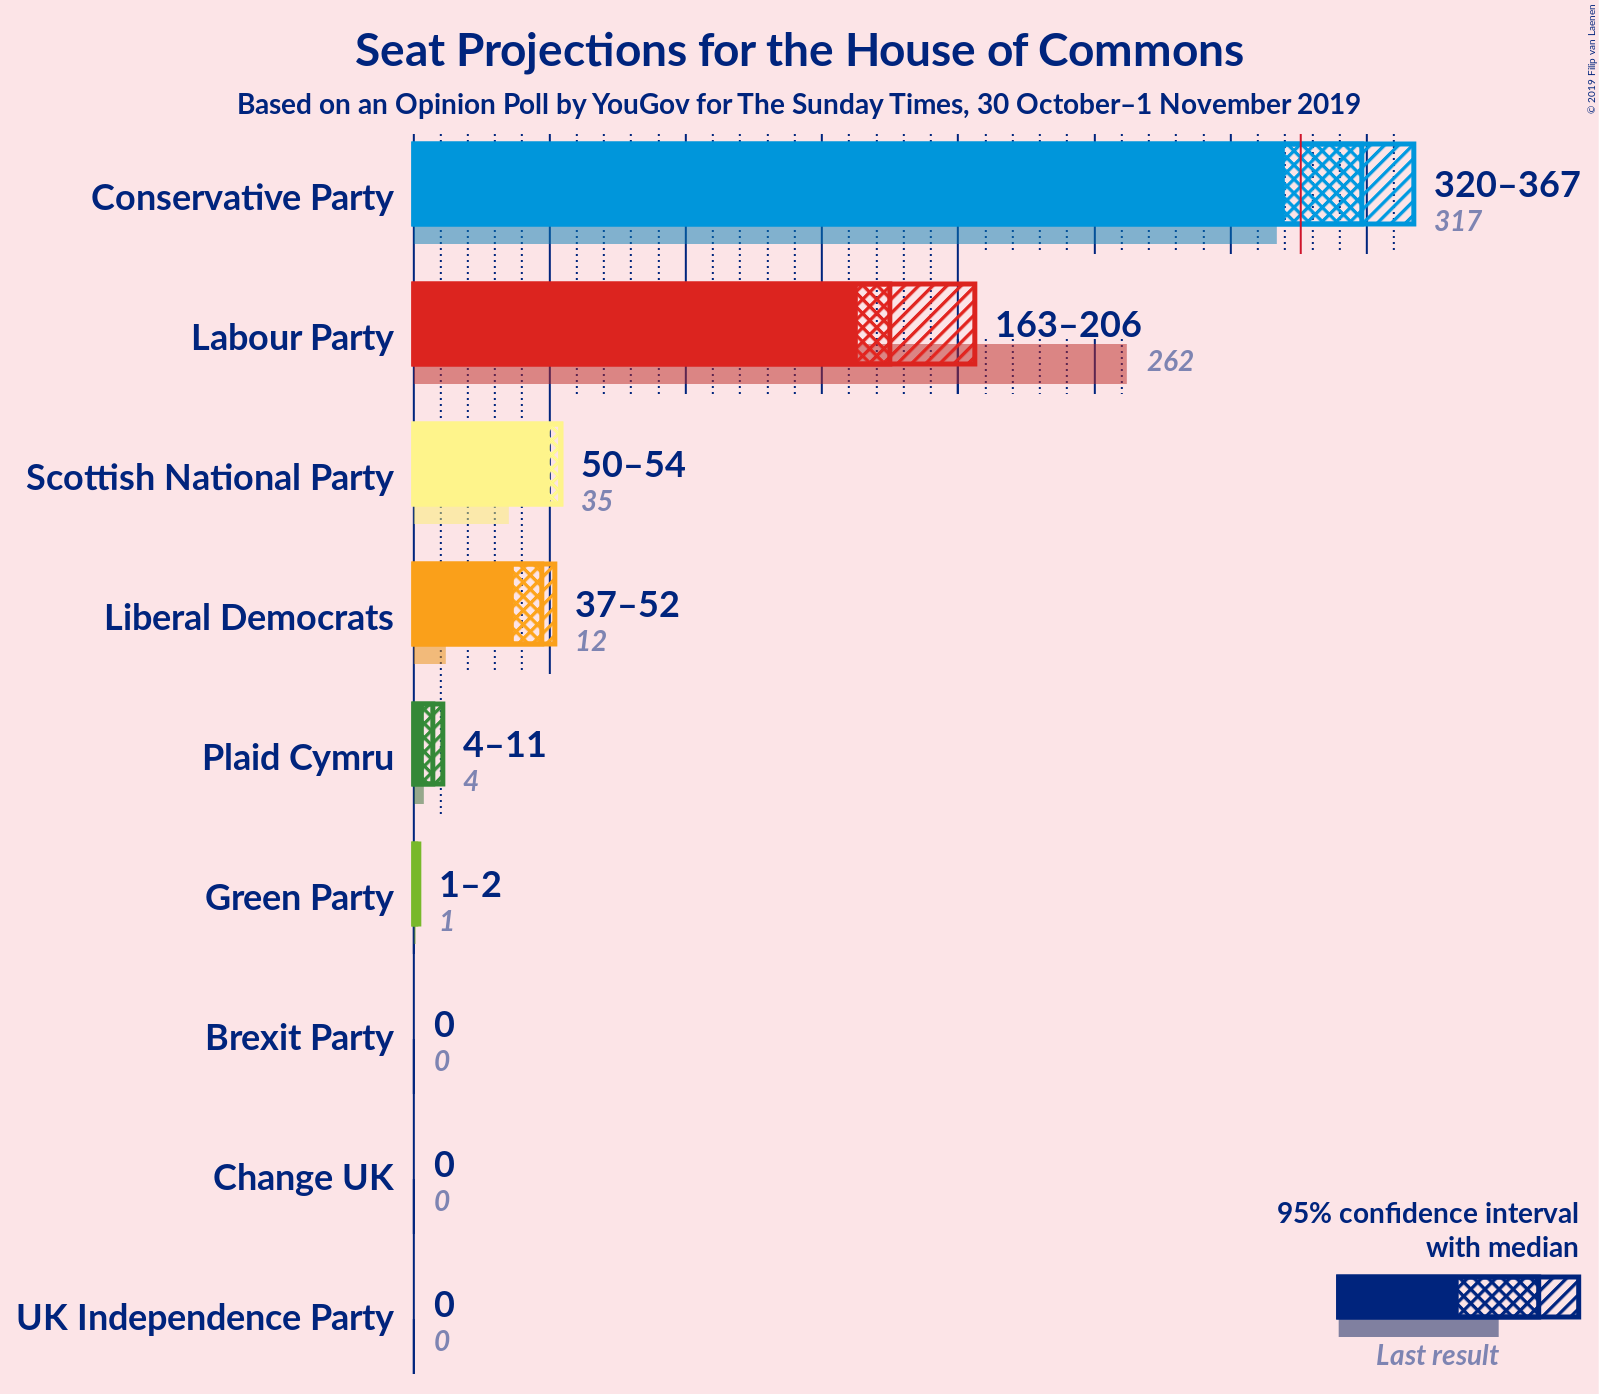 Seat Projections for the House of Commons
Based on an Opinion Poll by YouGov for The Sunday Times, 30 October–1 November 2019
© 2019 Filip van Laenen
Conservative Party
320–367
317
Labour Party
163–206
262
Scottish National Party
50–54
35
Liberal Democrats
37–52
12
Plaid Cymru
4–11
4
Green Party
1–2
1
Brexit Party
0
0
Change UK
0
0
UK Independence Party
0
0
95% confidence interval
with median
Last result